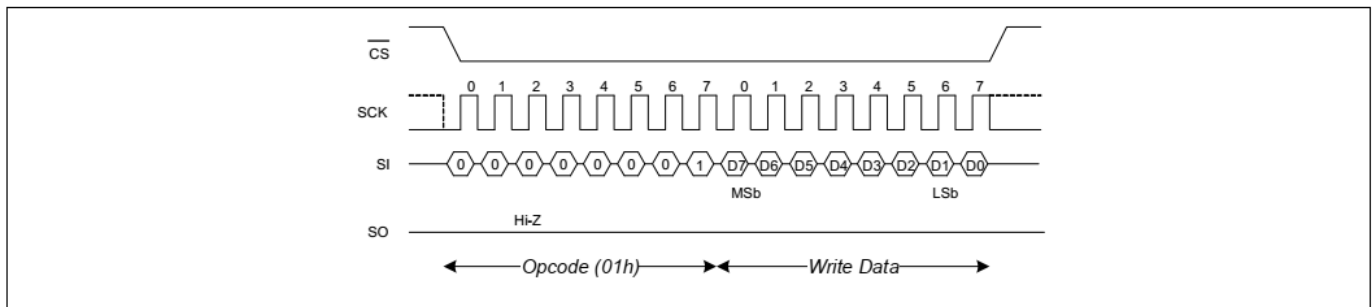 CS
0 1 2 3 4 5 6 7 0 1 2 3 4 5 6 7
SCK
SI 0 0 0 0 0 0 0 1 D7 D6 D5 D4 D3 D2 D1 D0
MSb LSb
Hi-Z
SO
Opcode (01h) Write Data